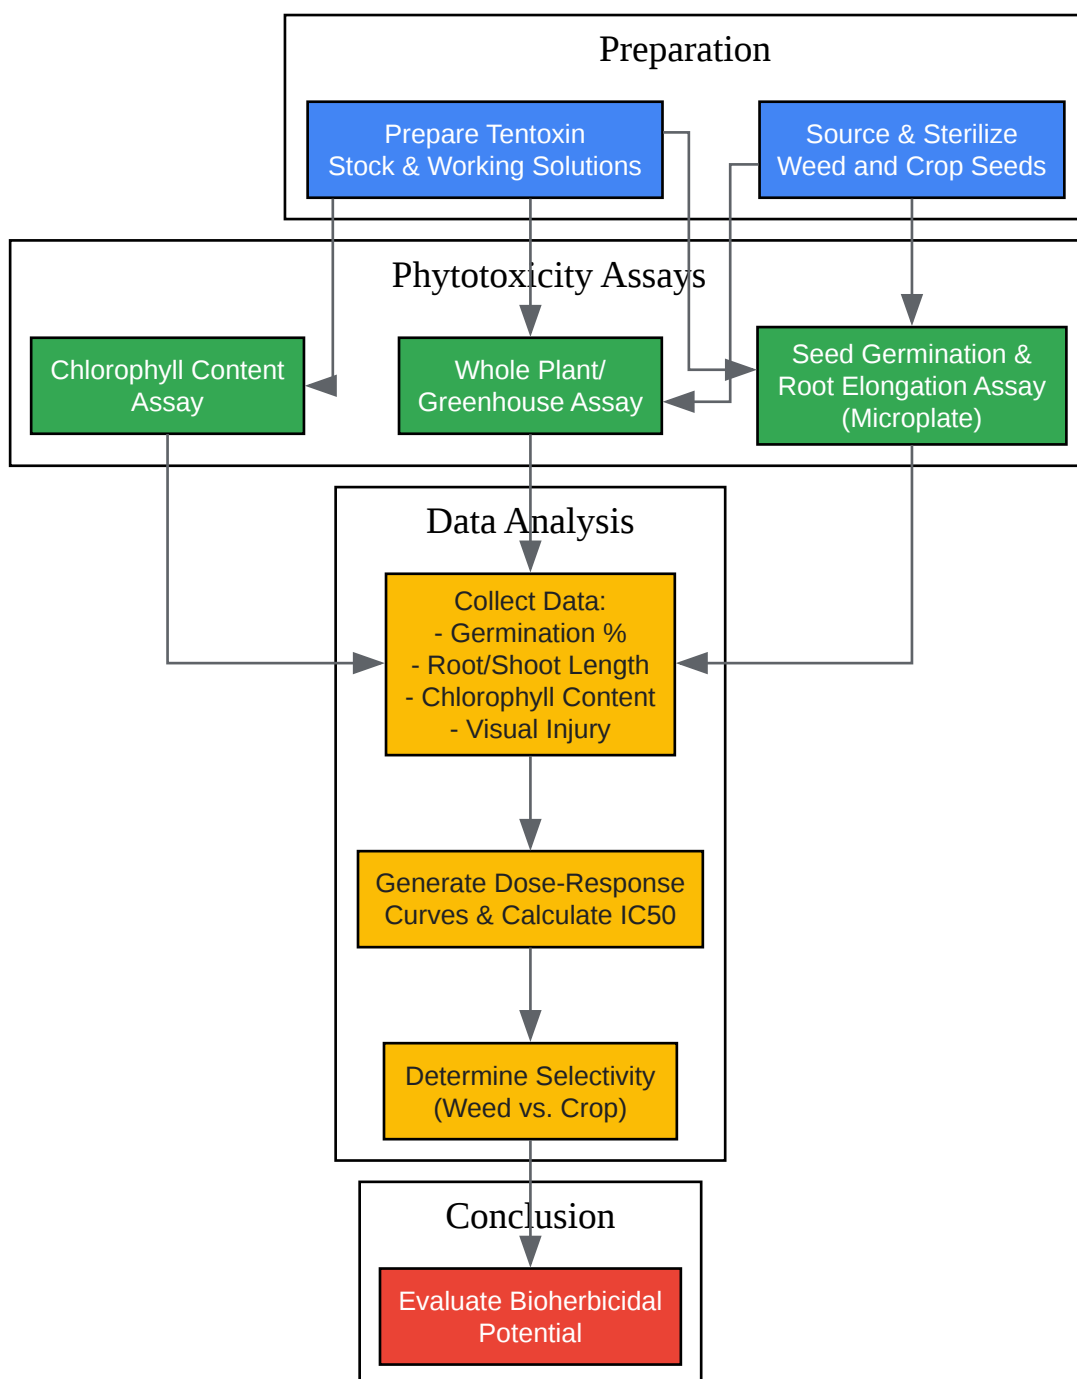 Preparation
Prepare Tentoxin
Stock & Working Solutions
Source & Sterilize
Weed and Crop Seeds
Phytotoxicity Assays
Chlorophyll Content
Assay
Whole Plant/
Greenhouse Assay
Seed Germination &
Root Elongation Assay
(Microplate)
Data Analysis
Collect Data:
- Germination %
- Root/Shoot Length
- Chlorophyll Content
- Visual Injury
Generate Dose-Response
Curves & Calculate IC50
Determine Selectivity
(Weed vs. Crop)
Conclusion
Evaluate Bioherbicidal
Potential